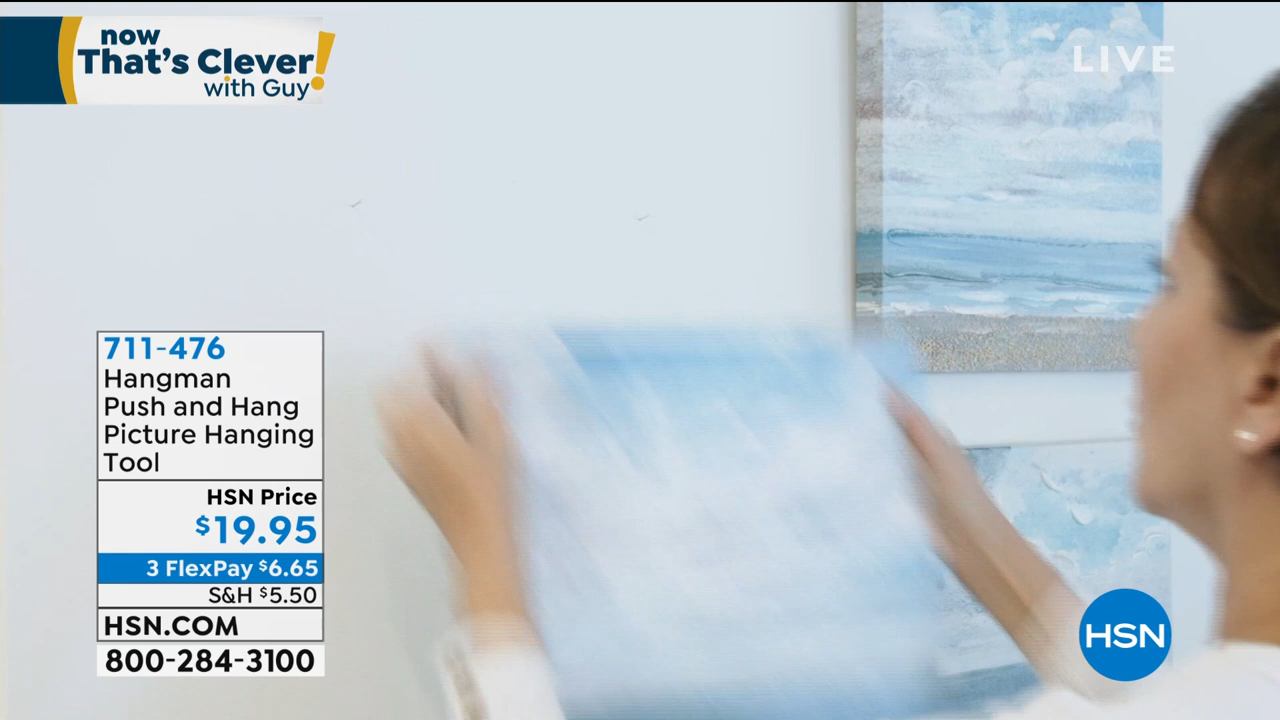 now
That's Clever!
with Guy
LIVE
711-476
Hangman
Push and Hang
Picture Hanging
Tool
HSN Price
$19.95
3 FlexPay $6.65
S&H $5.50
HSN.COM
800-284-3100
HSN